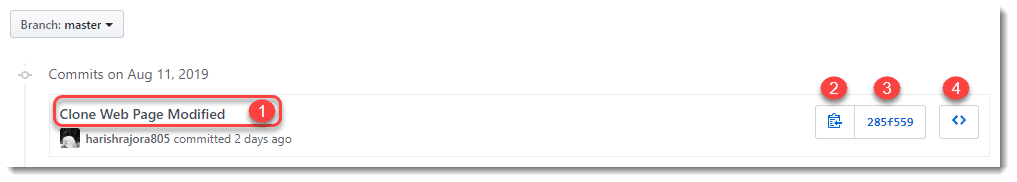 Branch: master
Commits on Aug 11, 2019
2 3 4
Clone Web Page Modified 1
285f559
harishrajora805 committed 2 days ago